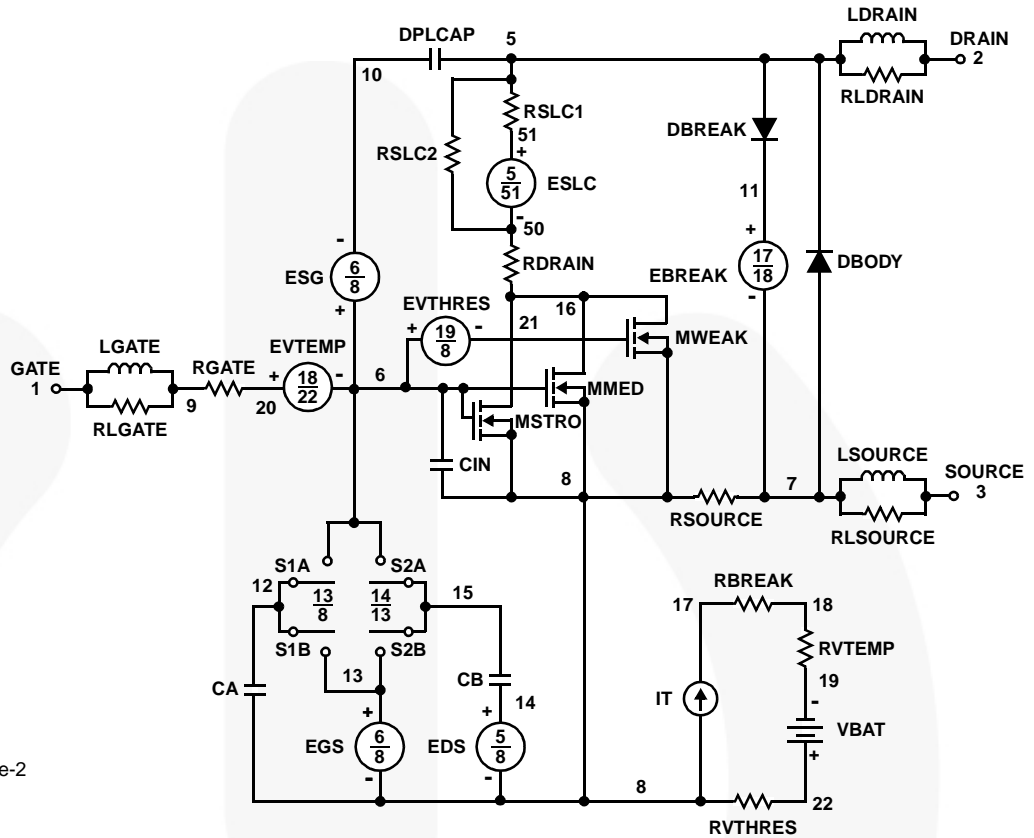 LDRAIN
DPLCAP 5 DRAIN
2
10
RLDRAIN
RSLC1
DBREAK
51
RSLC2
+
5
51
ESLC
11
-
50
-
+
17
18
RDRAIN
DBODY
ESG
6
8
EBREAK
-
EVTHRES
16
+
21
+
19
8
-
MWEAK
LGATE
EVTEMP
GATE
1
RGATE
+
18
22
-
6
MMED
9
20
RLGATE
MSTRO
LSOURCE
CIN
8
7
SOURCE
3
RSOURCE
RLSOURCE
S1A
S2A
12
13
8
14
13
15
RBREAK
17
18
S1B
S2B
RVTEMP
13
CB
CA
19
14
IT
-
+
+
VBAT
EGS
6
8
EDS
5
8
+
-
-
8
22
RVTHRES
e-2